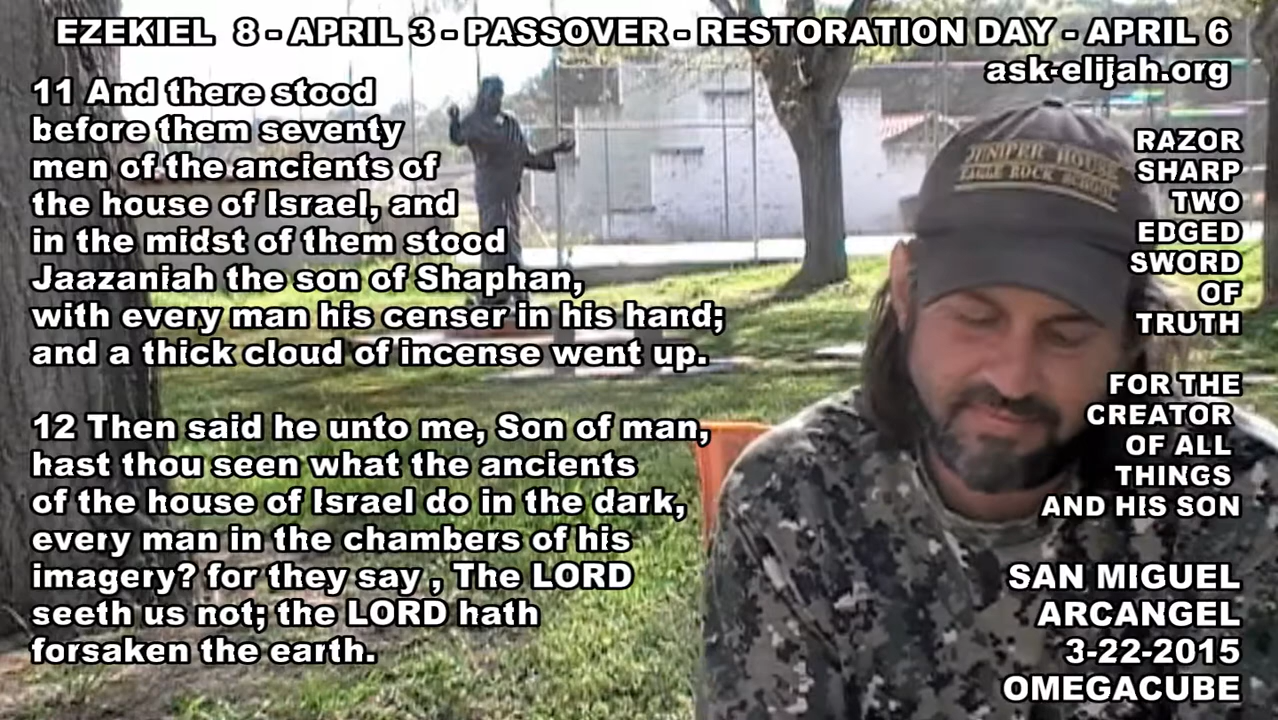 EZEKIEL 8 - APRIL 3 - PASSOVER - RESTORATION DAY - APRIL 6
ask-elijah.org
11 And there stood
before them seventy
men of the ancients of
the house of Israel, and
in the midst of them stood
Jaazaniah the son of Shaphan,
with every man his censer in his hand;
and a thick cloud of incense went up.
12 Then said he unto me, Son of man,
hast thou seen what the ancients
of the house of Israel do in the dark,
every man in the chambers of his
imagery? for they say , The LORD
seeth us not; the LORD hath
forsaken the earth.
JUNIPER HOUSE
EAGLE ROCK SCHOOL
RAZOR
SHARP
TWO
EDGED
SWORD
OF
TRUTH
FOR THE
CREATOR
OF ALL
THINGS
AND HIS SON
SAN MIGUEL
ARCANGEL
3-22-2015
OMEGACUBE